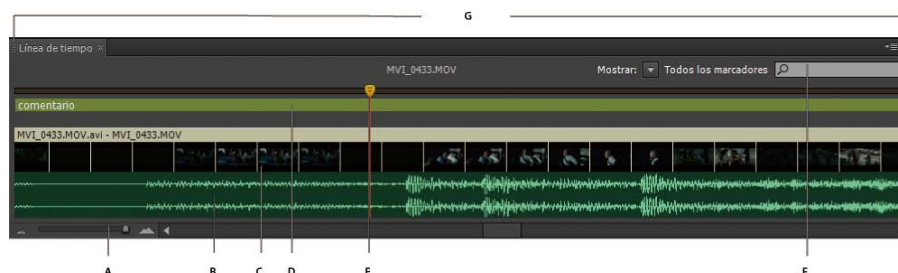 G
Línea de tiempo ×
MVI_0433.MOV Mostrar: Todos los marcadores
comentario
MVI_0433.MOV.avi - MVI_0433.MOV
A B C D E F